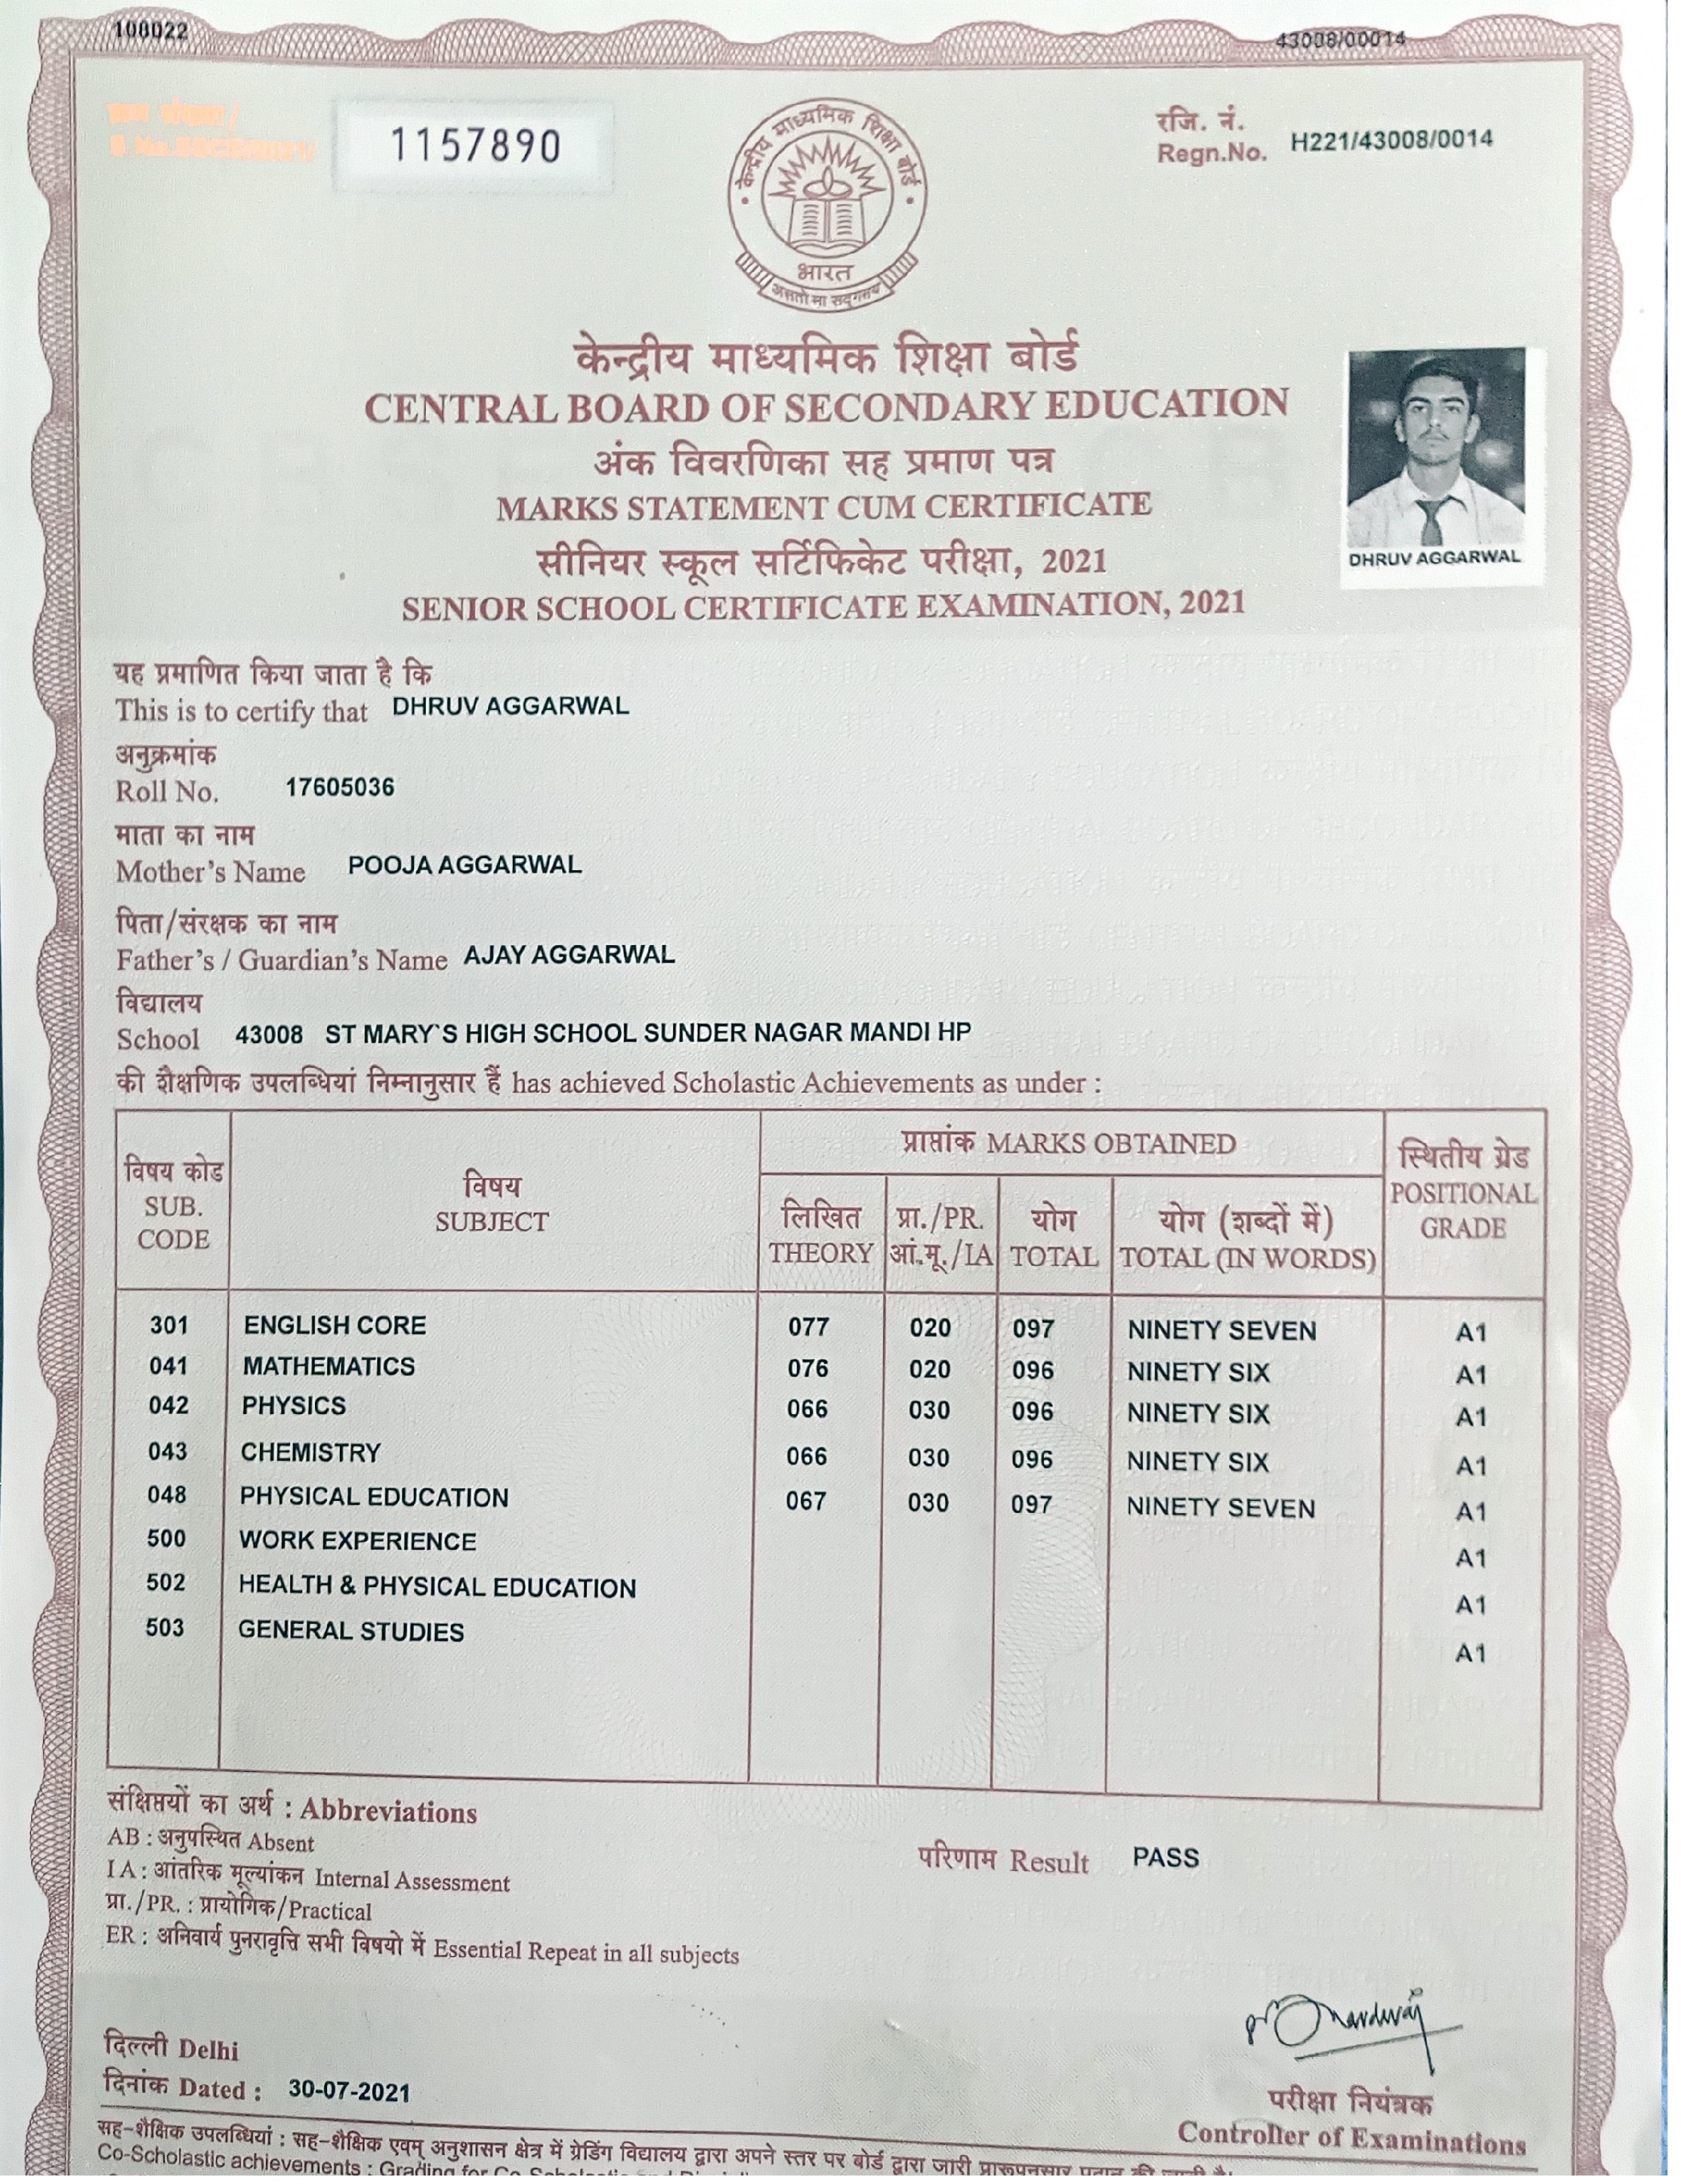 108022
43008/00014
1157890
रजि. नं.
Regn.No. H221/43008/0014
केन्द्रीय माध्यमिक शिक्षा बोर्ड
भारत
असतो मा सद्गमय
केन्द्रीय माध्यमिक शिक्षा बोर्ड
CENTRAL BOARD OF SECONDARY EDUCATION
अंक विवरणिका सह प्रमाण पत्र
MARKS STATEMENT CUM CERTIFICATE
सीनियर स्कूल सर्टिफिकेट परीक्षा, 2021
SENIOR SCHOOL CERTIFICATE EXAMINATION, 2021
DHRUV AGGARWAL
यह प्रमाणित किया जाता है कि
This is to certify that DHRUV AGGARWAL
अनुक्रमांक
Roll No. 17605036
माता का नाम
Mother's Name POOJA AGGARWAL
पिता/संरक्षक का नाम
Father's / Guardian's Name AJAY AGGARWAL
विद्यालय
School 43008 ST MARY`S HIGH SCHOOL SUNDER NAGAR MANDI HP
की शैक्षणिक उपलब्धियां निम्नानुसार हैं has achieved Scholastic Achievements as under :
विषय कोड
SUB.
CODE
विषय
SUBJECT
प्राप्तांक MARKS OBTAINED
लिखित
THEORY
प्रा./PR.
आं.मू./IA
योग
TOTAL
योग (शब्दों में)
TOTAL (IN WORDS)
स्थितीय ग्रेड
POSITIONAL
GRADE
301 ENGLISH CORE 077 020 097 NINETY SEVEN A1
041 MATHEMATICS 076 020 096 NINETY SIX A1
042 PHYSICS 066 030 096 NINETY SIX A1
043 CHEMISTRY 066 030 096 NINETY SIX A1
048 PHYSICAL EDUCATION 067 030 097 NINETY SEVEN A1
500 WORK EXPERIENCE A1
502 HEALTH & PHYSICAL EDUCATION A1
503 GENERAL STUDIES A1
संक्षिप्तयों का अर्थ : Abbreviations
AB : अनुपस्थित Absent
I A : आंतरिक मूल्यांकन Internal Assessment
प्रा./PR. : प्रायोगिक/Practical
ER : अनिवार्य पुनरावृत्ति सभी विषयो में Essential Repeat in all subjects
परिणाम Result PASS
दिल्ली Delhi
दिनांक Dated : 30-07-2021
परीक्षा नियंत्रक
Controller of Examinations
सह-शैक्षिक उपलब्धियां : सह-शैक्षिक एवम् अनुशासन क्षेत्र में ग्रेडिंग विद्यालय द्वारा अपने स्तर पर बोर्ड द्वारा जारी प्रारूपनुसार प्रदान की जाती है।
Co-Scholastic achievements : Grading for